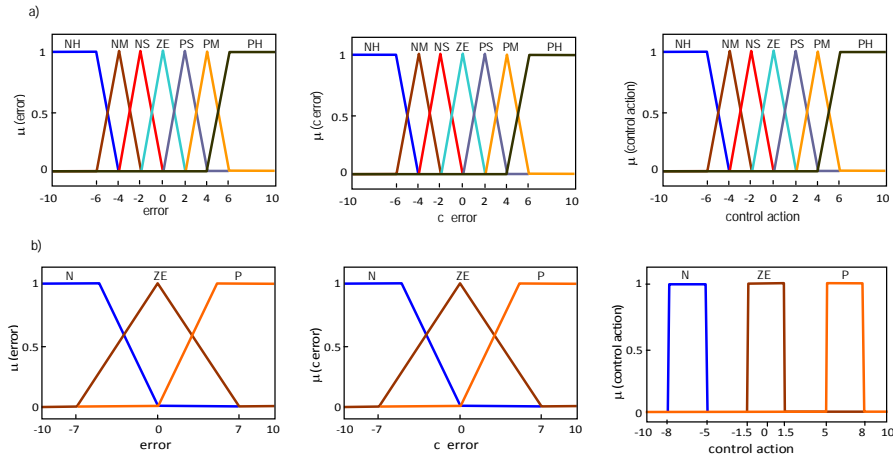 a)
NH NM NS ZE PS PM PH
1
0.5
0
μ (error)
-10 -6 -4 -2 0 2 4 6 10
error
NH NM NS ZE PS PM PH
1
0.5
0
μ (c error)
-10 -6 -4 -2 0 2 4 6 10
c error
NH NM NS ZE PS PM PH
1
0.5
0
μ (control action)
-10 -6 -4 -2 0 2 4 6 10
control action
b)
N ZE P
1
0.5
0
μ (error)
-10 -7 0 7 10
error
N ZE P
1
0.5
0
μ (c error)
-10 -7 0 7 10
c error
N ZE P
1
0.5
0
μ (control action)
-10 -8 -5 -1.5 0 1.5 5 8 10
control action